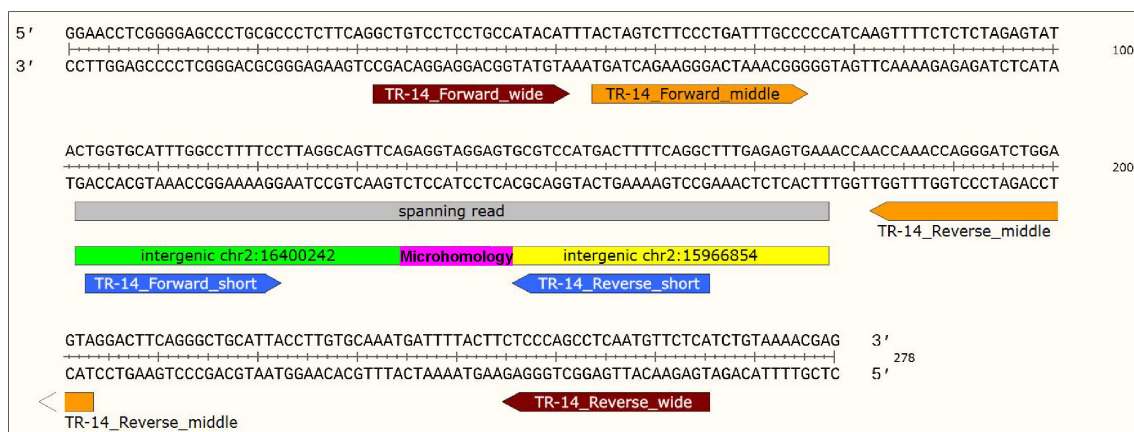 5′ GGAACCTCGGGGAGCCCTGCGCCCTCTTCAGGCTGTCCTCCTGCCATACATTTACTAGTCTTCCCTGATTTGCCCCCATCAAGTTTTCTCTCTAGAGTAT
100
3′ CCTTGGAGCCCCTCGGGACGCGGGAGAAGTCCGACAGGAGGACGGTATGTAAATGATCAGAAGGGACTAAACGGGGGTAGTTCAAAAGAGAGATCTCATA
TR-14_Forward_wide TR-14_Forward_middle
ACTGGTGCATTTGGCCTTTTCCTTAGGCAGTTCAGAGGTAGGAGTGCGTCCATGACTTTTCAGGCTTTGAGAGTGAAACCAACCAAACCAGGGATCTGGA
200
TGACCACGTAAACCGGAAAAGGAATCCGTCAAGTCTCCATCCTCACGCAGGTACTGAAAAGTCCGAAACTCTCACTTTGGTTGGTTTGGTCCCTAGACCT
spanning read
TR-14_Reverse_middle
intergenic chr2:16400242 Microhomology intergenic chr2:15966854
TR-14_Forward_short TR-14_Reverse_short
GTAGGACTTCAGGGCTGCATTACCTTGTGCAAATGATTTTACTTCTCCCAGCCTCAATGTTCTCATCTGTAAAACGAG 3′
278
CATCCTGAAGTCCCGACGTAATGGAACACGTTTACTAAAATGAAGAGGGTCGGAGTTACAAGAGTAGACATTTTGCTC 5′
TR-14_Reverse_wide
TR-14_Reverse_middle